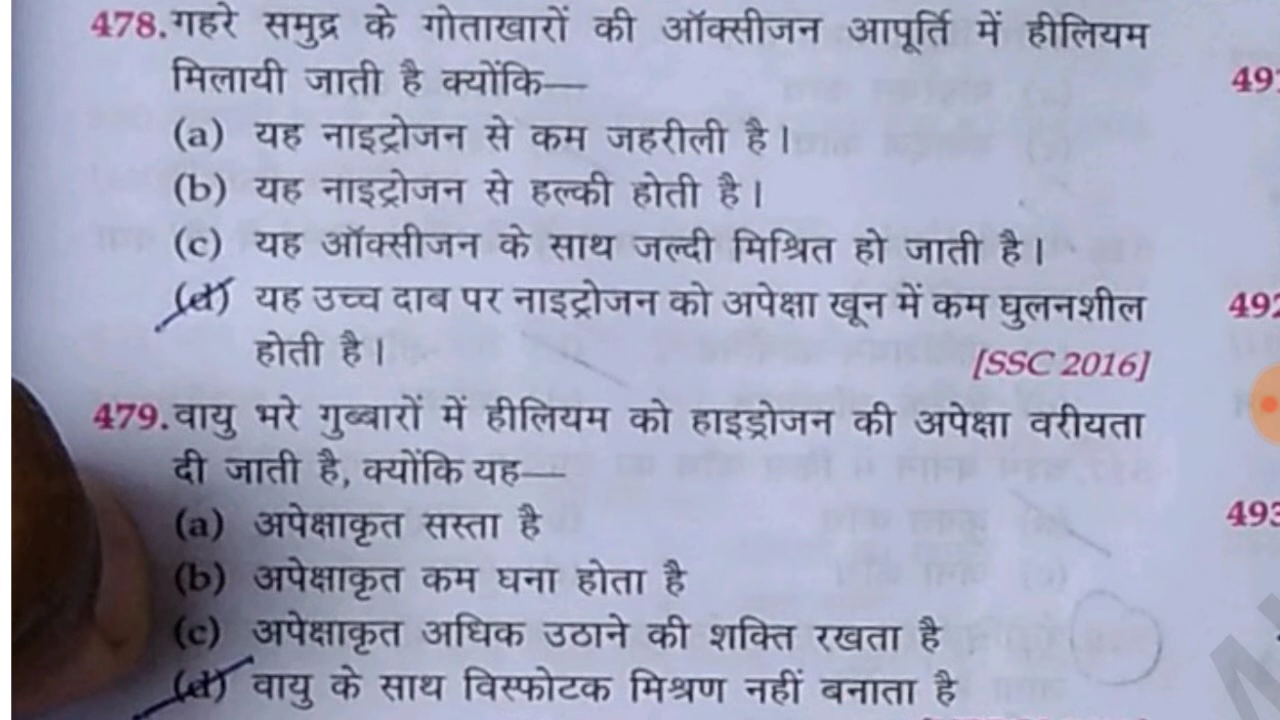 478. गहरे समुद्र के गोताखारों की ऑक्सीजन आपूर्ति में हीलियम
मिलायी जाती है क्योंकि—
(a) यह नाइट्रोजन से कम जहरीली है।
(b) यह नाइट्रोजन से हल्की होती है।
(c) यह ऑक्सीजन के साथ जल्दी मिश्रित हो जाती है।
(d) यह उच्च दाब पर नाइट्रोजन को अपेक्षा खून में कम घुलनशील
होती है।
[SSC 2016]
479. वायु भरे गुब्बारों में हीलियम को हाइड्रोजन की अपेक्षा वरीयता
दी जाती है, क्योंकि यह—
(a) अपेक्षाकृत सस्ता है
(b) अपेक्षाकृत कम घना होता है
(c) अपेक्षाकृत अधिक उठाने की शक्ति रखता है
(d) वायु के साथ विस्फोटक मिश्रण नहीं बनाता है
493